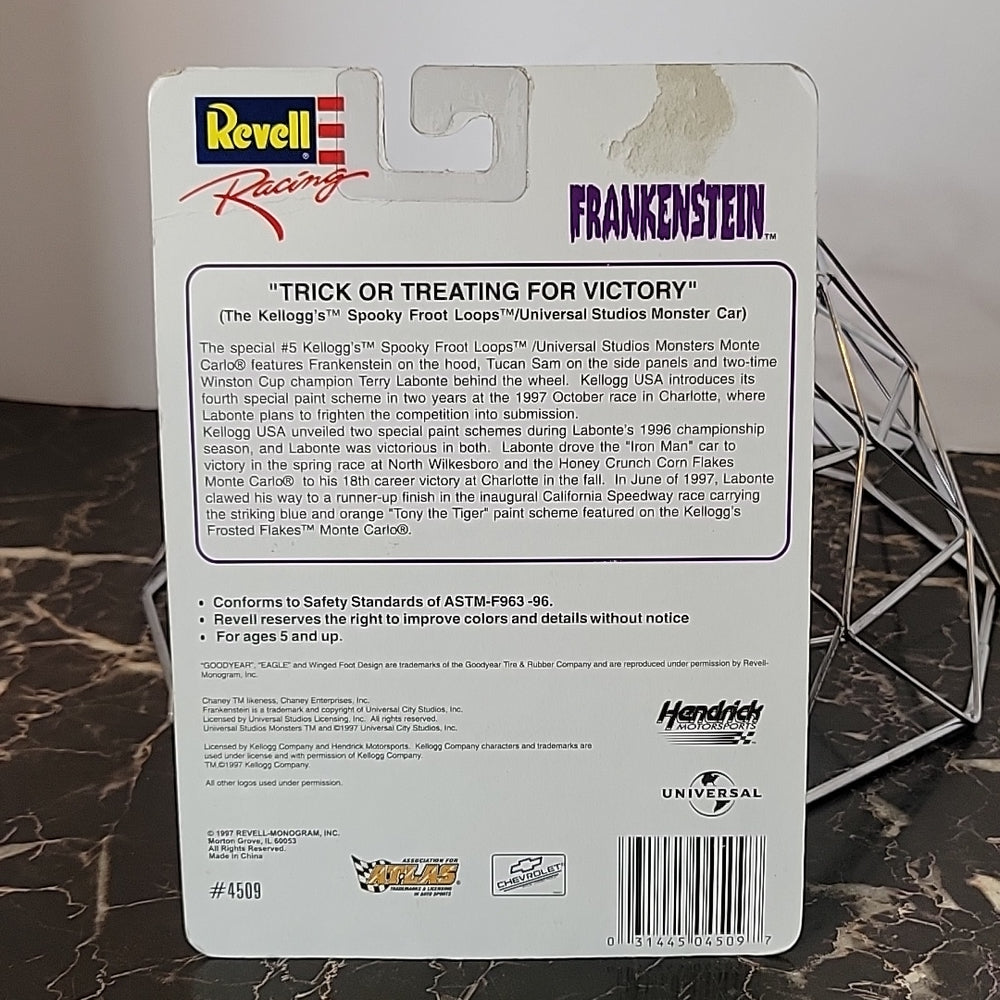 Revell®
Racing
FRANKENSTEIN™
"TRICK OR TREATING FOR VICTORY"
(The Kellogg's™ Spooky Froot Loops™/Universal Studios Monster Car)
The special #5 Kellogg's™ Spooky Froot Loops™ /Universal Studios Monsters Monte
Carlo® features Frankenstein on the hood, Tucan Sam on the side panels and two-time
Winston Cup champion Terry Labonte behind the wheel. Kellogg USA introduces its
fourth special paint scheme in two years at the 1997 October race in Charlotte, where
Labonte plans to frighten the competition into submission.
Kellogg USA unveiled two special paint schemes during Labonte's 1996 championship
season, and Labonte was victorious in both. Labonte drove the "Iron Man" car to
victory in the spring race at North Wilkesboro and the Honey Crunch Corn Flakes
Monte Carlo® to his 18th career victory at Charlotte in the fall. In June of 1997, Labonte
clawed his way to a runner-up finish in the inaugural California Speedway race carrying
the striking blue and orange "Tony the Tiger" paint scheme featured on the Kellogg's
Frosted Flakes™ Monte Carlo®.
• Conforms to Safety Standards of ASTM-F963 -96.
• Revell reserves the right to improve colors and details without notice
• For ages 5 and up.
"GOODYEAR", "EAGLE" and Winged Foot Design are trademarks of the Goodyear Tire & Rubber Company and are reproduced under permission by Revell-
Monogram, Inc.
Chaney TM likeness, Chaney Enterprises, Inc.
Frankenstein is a trademark and copyright of Universal City Studios, Inc.
Licensed by Universal Studios Licensing, Inc. All rights reserved.
Universal Studios Monsters TM and ©1997 Universal City Studios, Inc.
Licensed by Kellogg Company and Hendrick Motorsports. Kellogg Company characters and trademarks are
used under license and with permission of Kellogg Company.
TM,©1997 Kellogg Company.
All other logos used under permission.
Hendrick
MOTORSPORTS
UNIVERSAL
© 1997 REVELL-MONOGRAM, INC.
Morton Grove, IL 60053
All Rights Reserved.
Made in China
#4509
ASSOCIATION FOR
ATLAS
TRADEMARKS & LICENSING
IN AUTO SPORTS
CHEVROLET
0 31445 04509 7